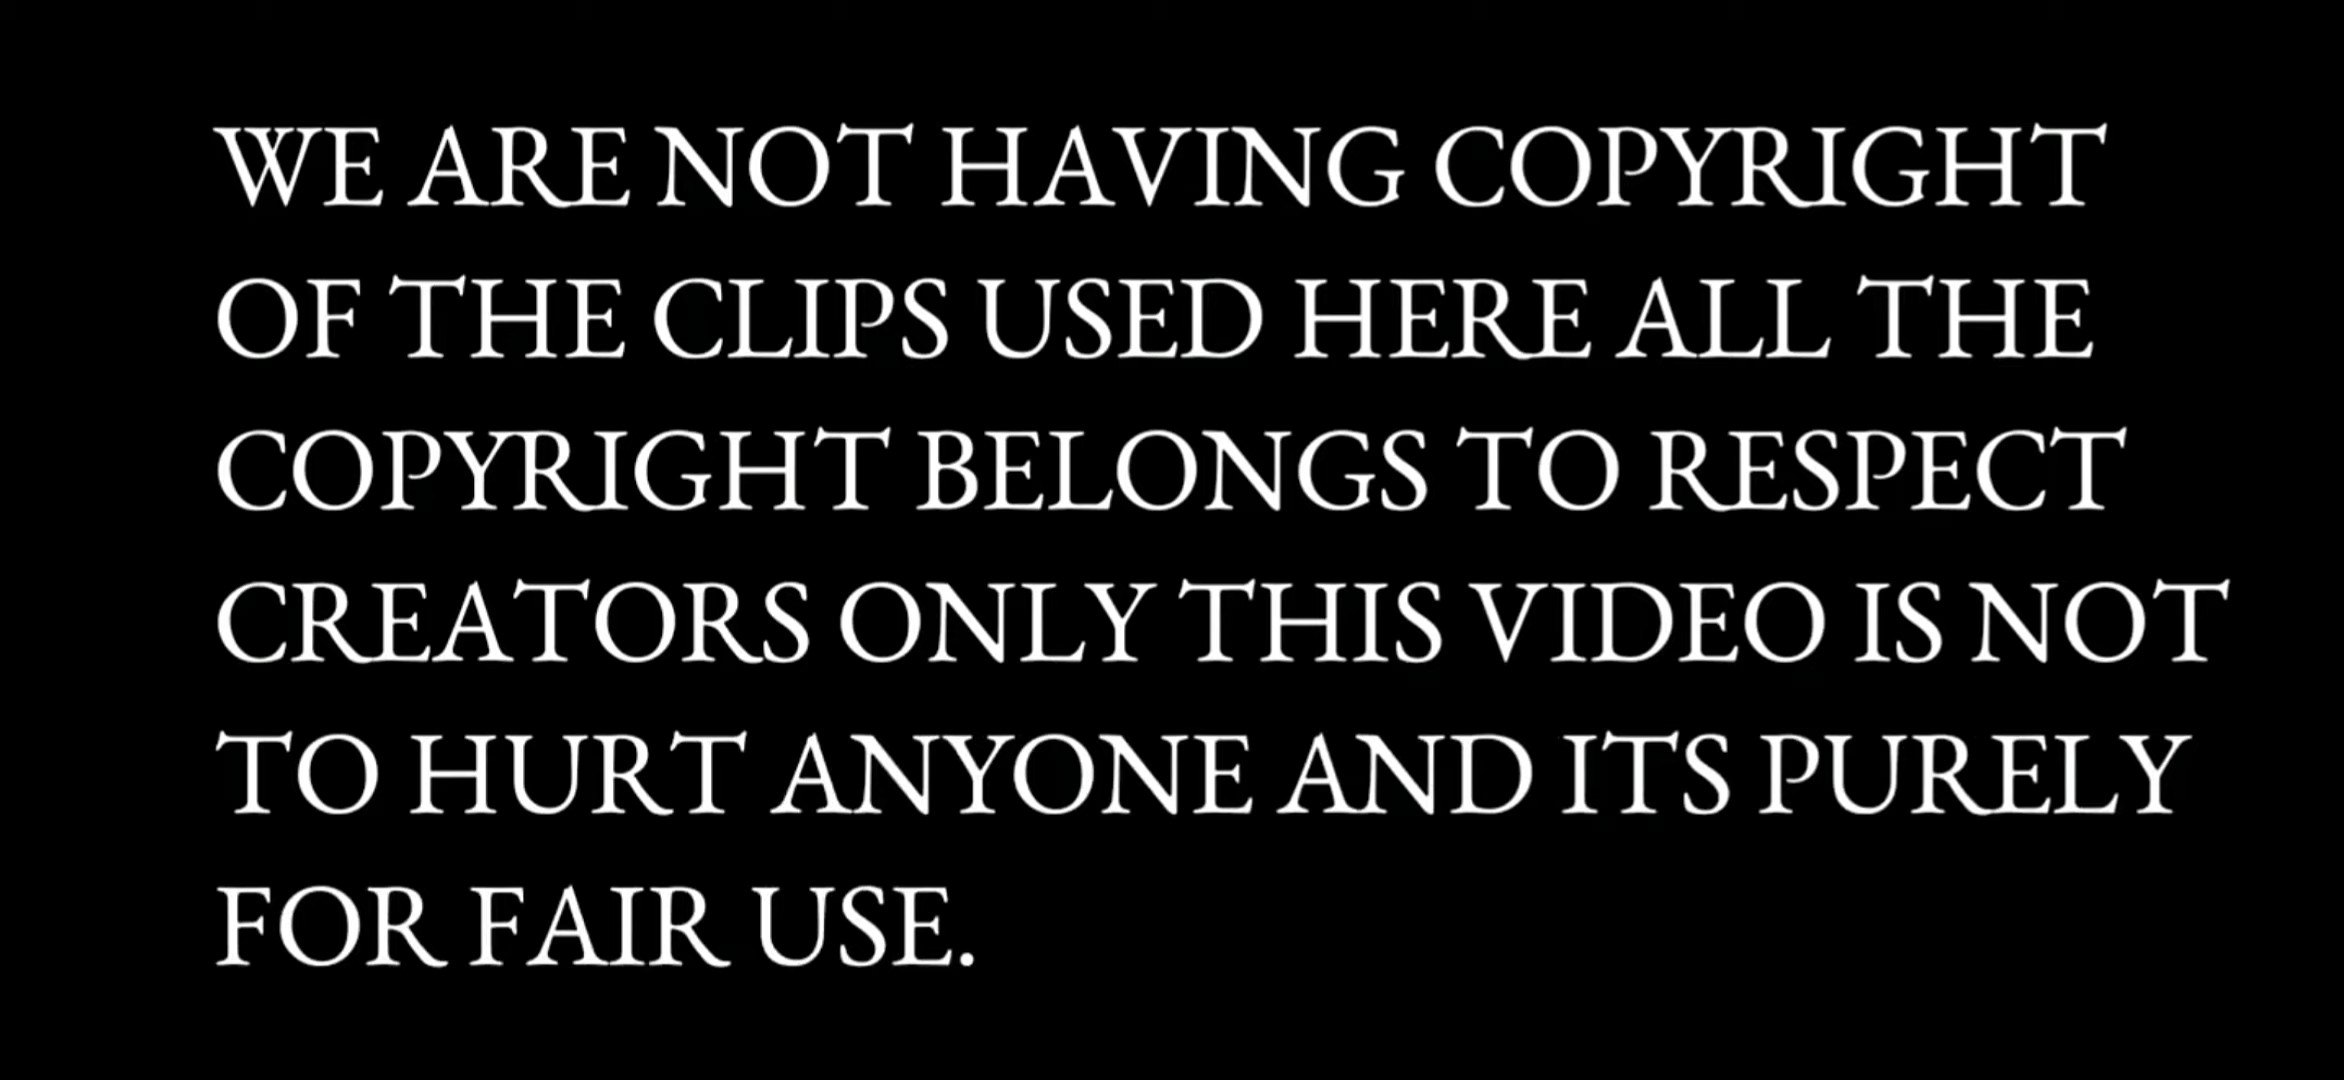 WE ARE NOT HAVING COPYRIGHT
OF THE CLIPS USED HERE ALL THE
COPYRIGHT BELONGS TO RESPECT
CREATORS ONLY THIS VIDEO IS NOT
TO HURT ANYONE AND ITS PURELY
FOR FAIR USE.